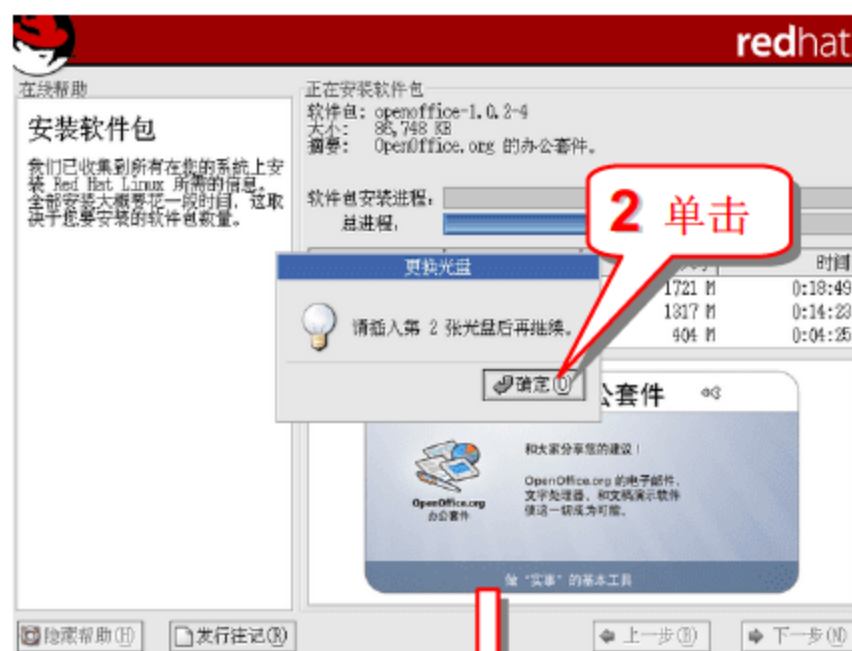 redhat
在线帮助
安装软件包
我们已收集到所有在您的系统上安
装 Red Hat Linux 所需的信息。
全部安装大概要花一段时间，这取
决于您要安装的软件包数量。
正在安装软件包
软件包: openoffice-1.0.2-4
大小: 86,748 KB
摘要: OpenOffice.org 的办公套件。
软件包安装进程:
总进程:
2 单击
时间
1721 M 0:18:49
1317 M 0:14:23
404 M 0:04:25
更换光盘
请插入第 2 张光盘后再继续。
确定(O)
公套件
和大家分享您的建议！
OpenOffice.org 的电子邮件、
文字处理器、和文稿演示软件
使这一切成为可能。
OpenOffice.org
办公套件
做 "实事" 的基本工具
隐藏帮助(H)
发行注记(R)
上一步(B)
下一步(N)